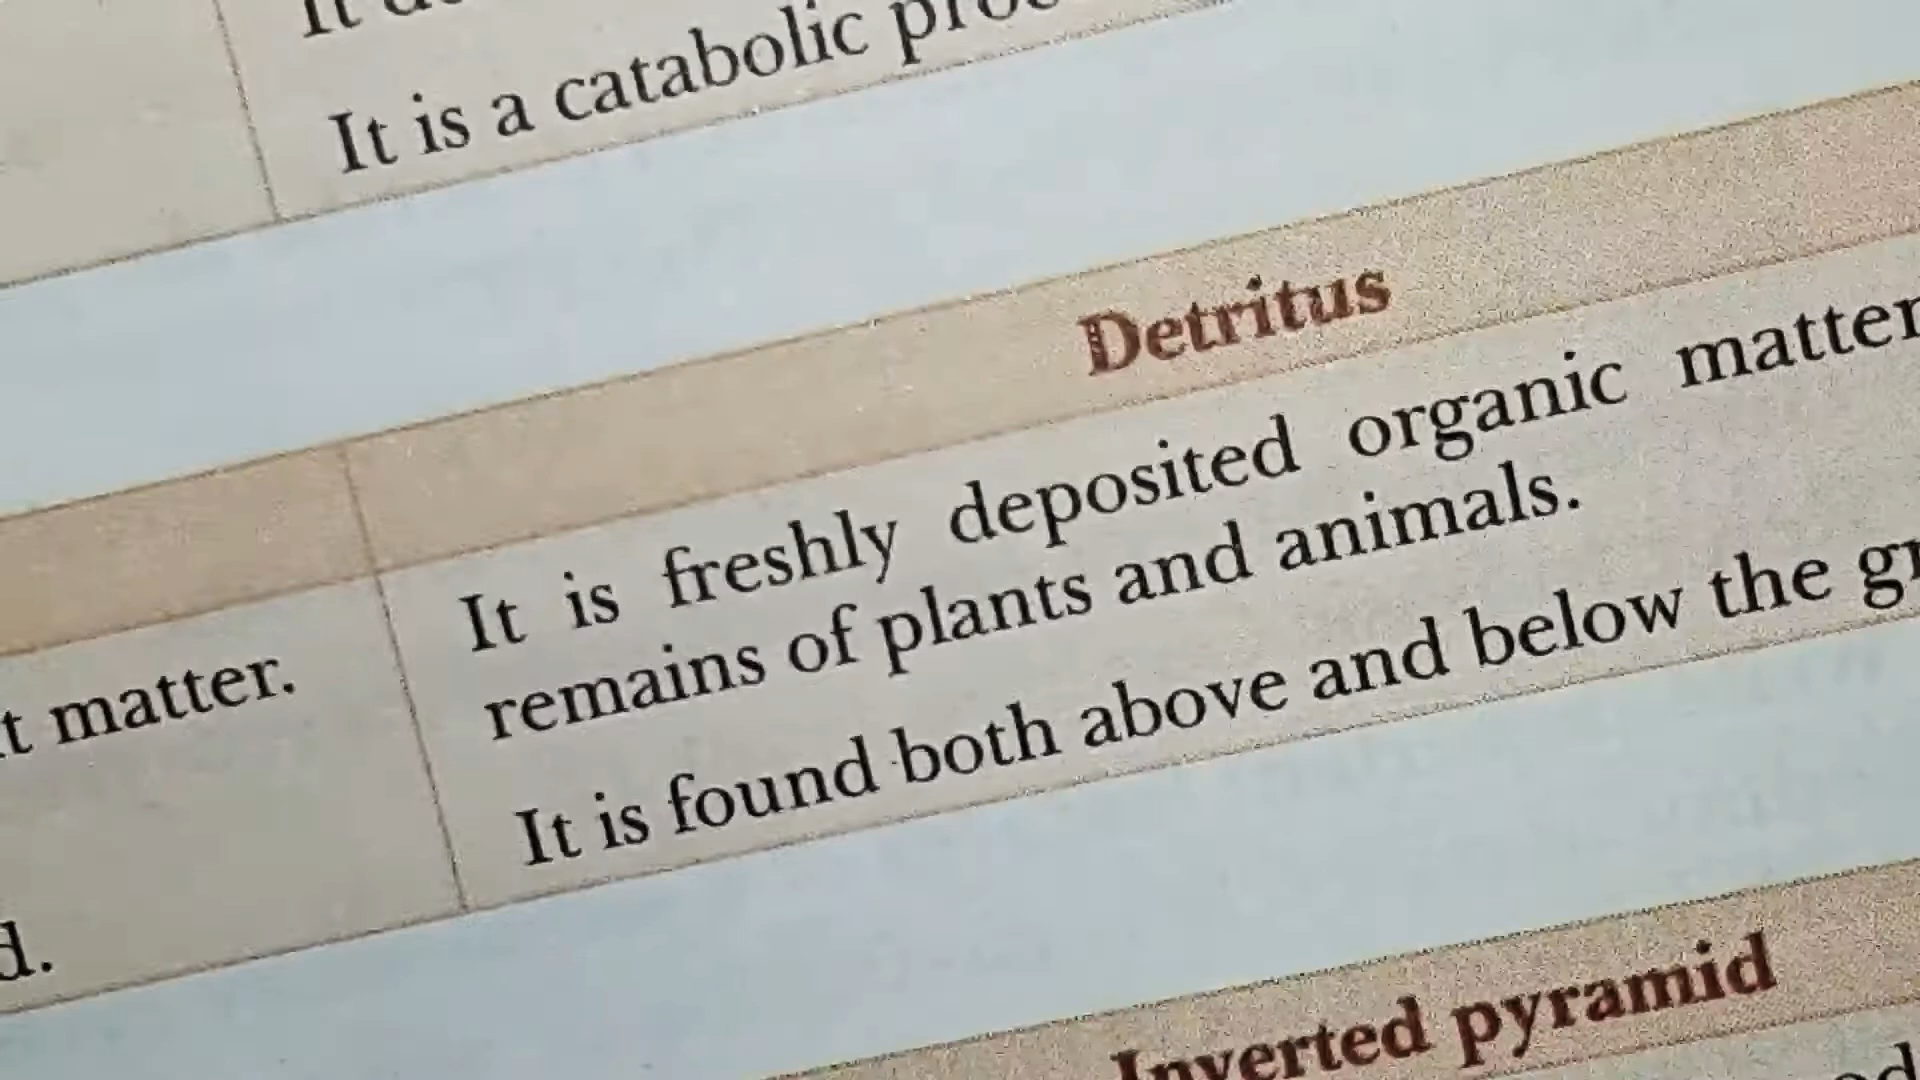 It is a catabolic
Detritus
It is freshly deposited organic matter
remains of plants and animals.
matter.
It is found both above and below the
Inverted pyramid